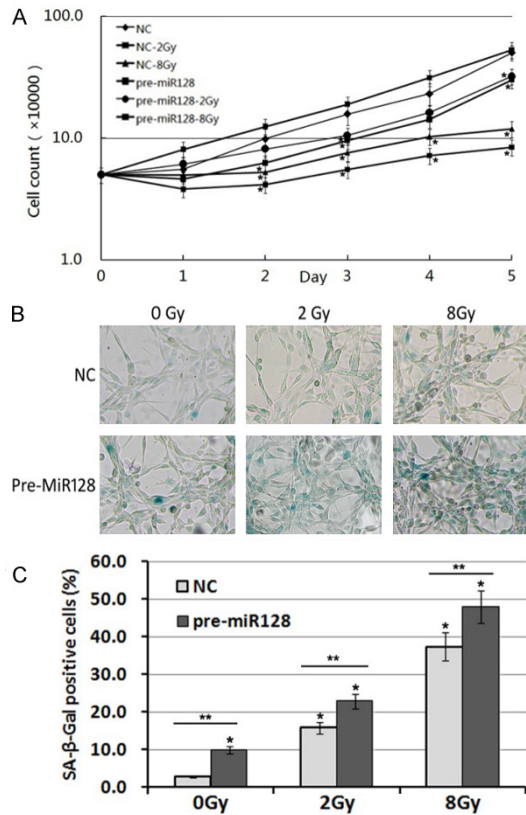 A
100.0
10.0
1.0
Cell count ( ×10000 )
NC
NC-2Gy
NC-8Gy
pre-miR128
pre-miR128-2Gy
pre-miR128-8Gy
* * * * * * * * * * * *
0 1 2 3 4 5
Day
B
0 Gy 2 Gy 8Gy
NC
Pre-MiR128
C
60.0
50.0
40.0
30.0
20.0
10.0
0.0
SA-β-Gal positive cells (%)
NC
pre-miR128
** ** **
* * * * *
0Gy 2Gy 8Gy